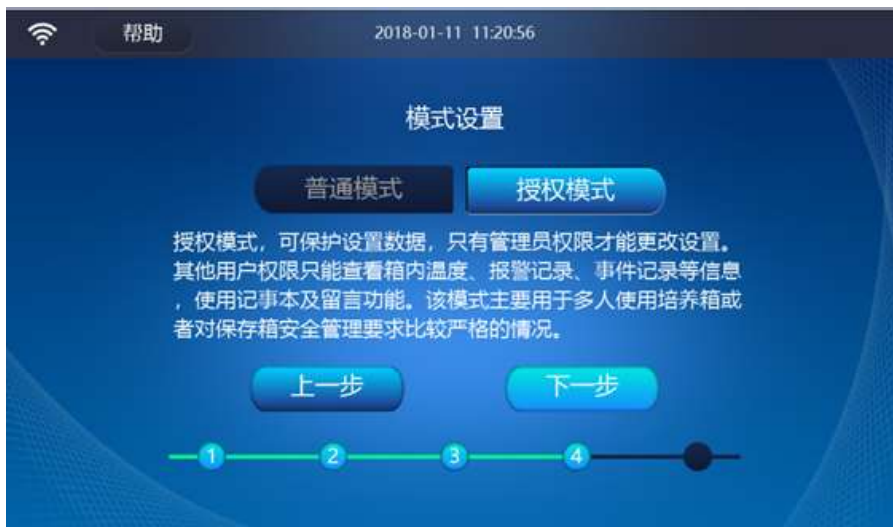 帮助
2018-01-11 11:20:56
模式设置
普通模式
授权模式
授权模式，可保护设置数据，只有管理员权限才能更改设置。
其他用户权限只能查看箱内温度、报警记录、事件记录等信息
，使用记事本及留言功能。该模式主要用于多人使用培养箱或
者对保存箱安全管理要求比较严格的情况。
上一步
下一步
1 2 3 4